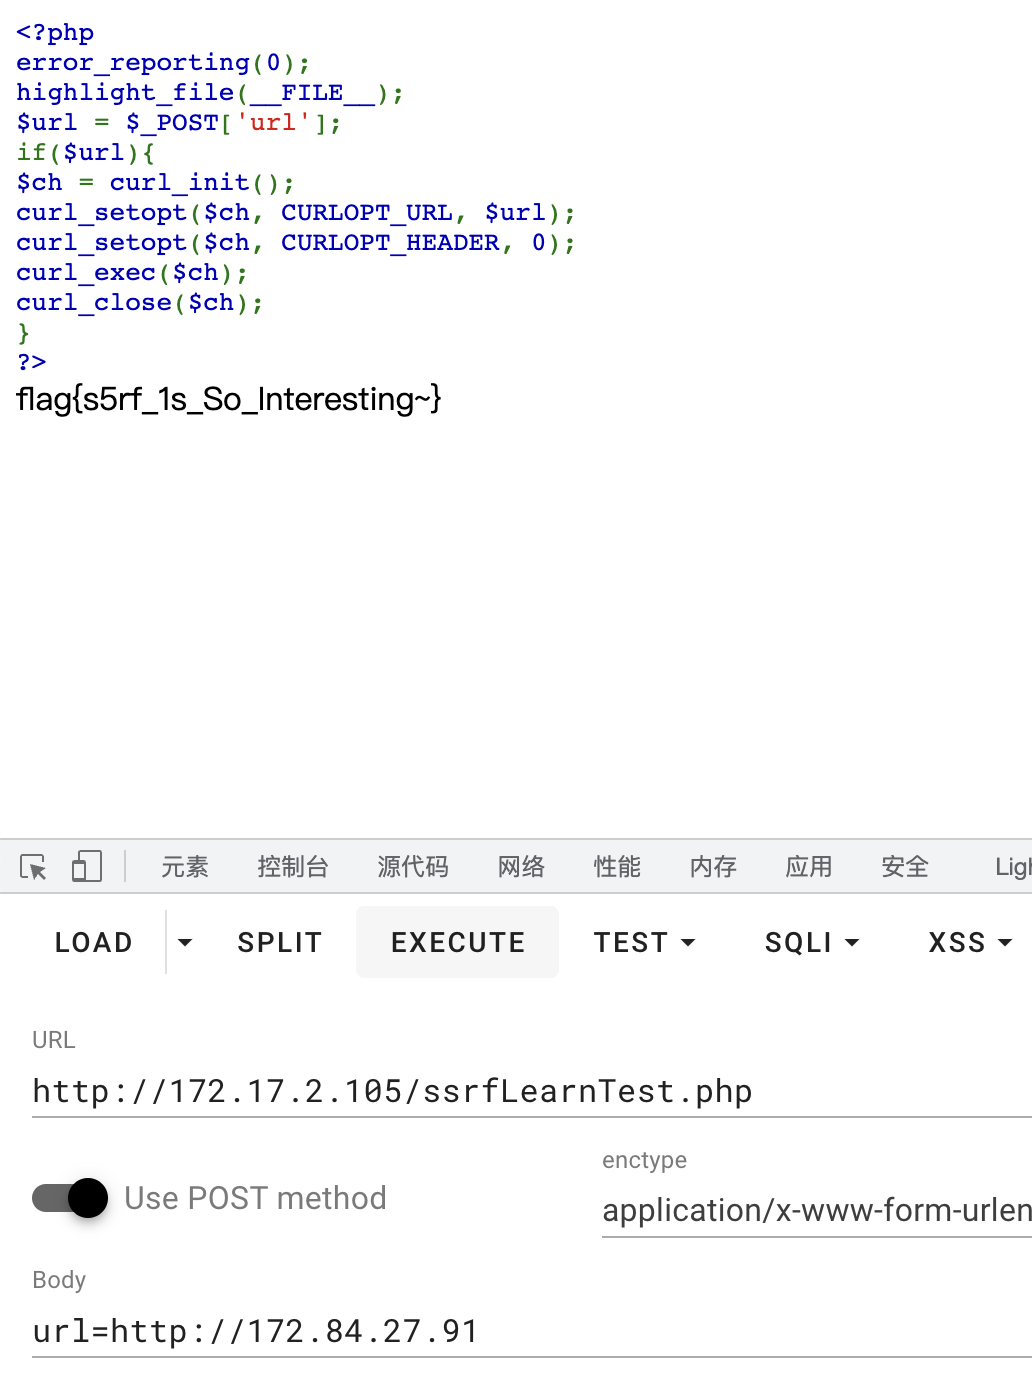 <?php
error_reporting(0);
highlight_file(__FILE__);
$url = $_POST['url'];
if($url){
$ch = curl_init();
curl_setopt($ch, CURLOPT_URL, $url);
curl_setopt($ch, CURLOPT_HEADER, 0);
curl_exec($ch);
curl_close($ch);
}
?>
flag{s5rf_1s_So_Interesting~}
元素 控制台 源代码 网络 性能 内存 应用 安全 Ligh
LOAD SPLIT EXECUTE TEST SQLI XSS
URL
http://172.17.2.105/ssrfLearnTest.php
enctype
Use POST method
application/x-www-form-urlen
Body
url=http://172.84.27.91